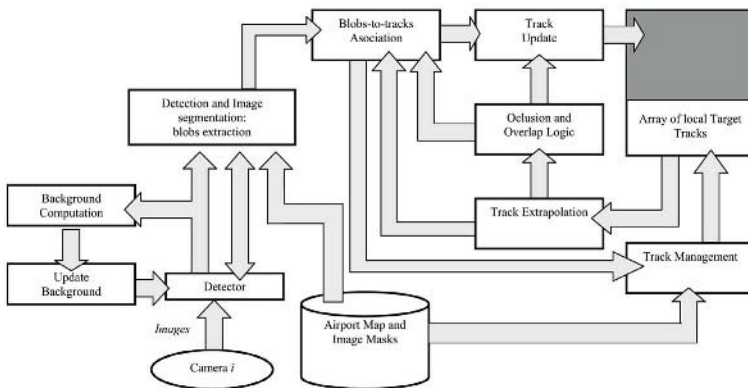 Blobs-to-tracks
Asociation
Track
Update
Detection and Image
segmentation:
blobs extraction
Oclusion and
Overlap Logic
Array of local Target
Tracks
Background
Computation
Track Extrapolation
Update
Background
Detector
Track Management
Images
Airport Map and
Image Masks
Camera i